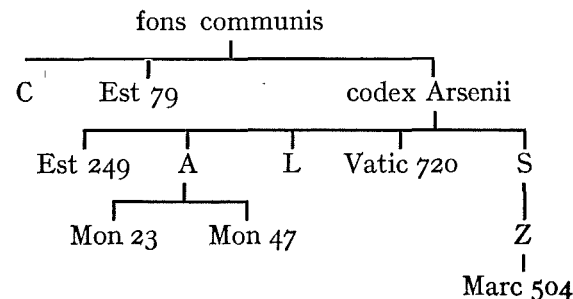 fons communis
C Est 79 codex Arsenii
Est 249 A L Vatic 720 S
Mon 23 Mon 47 Z
Marc 504